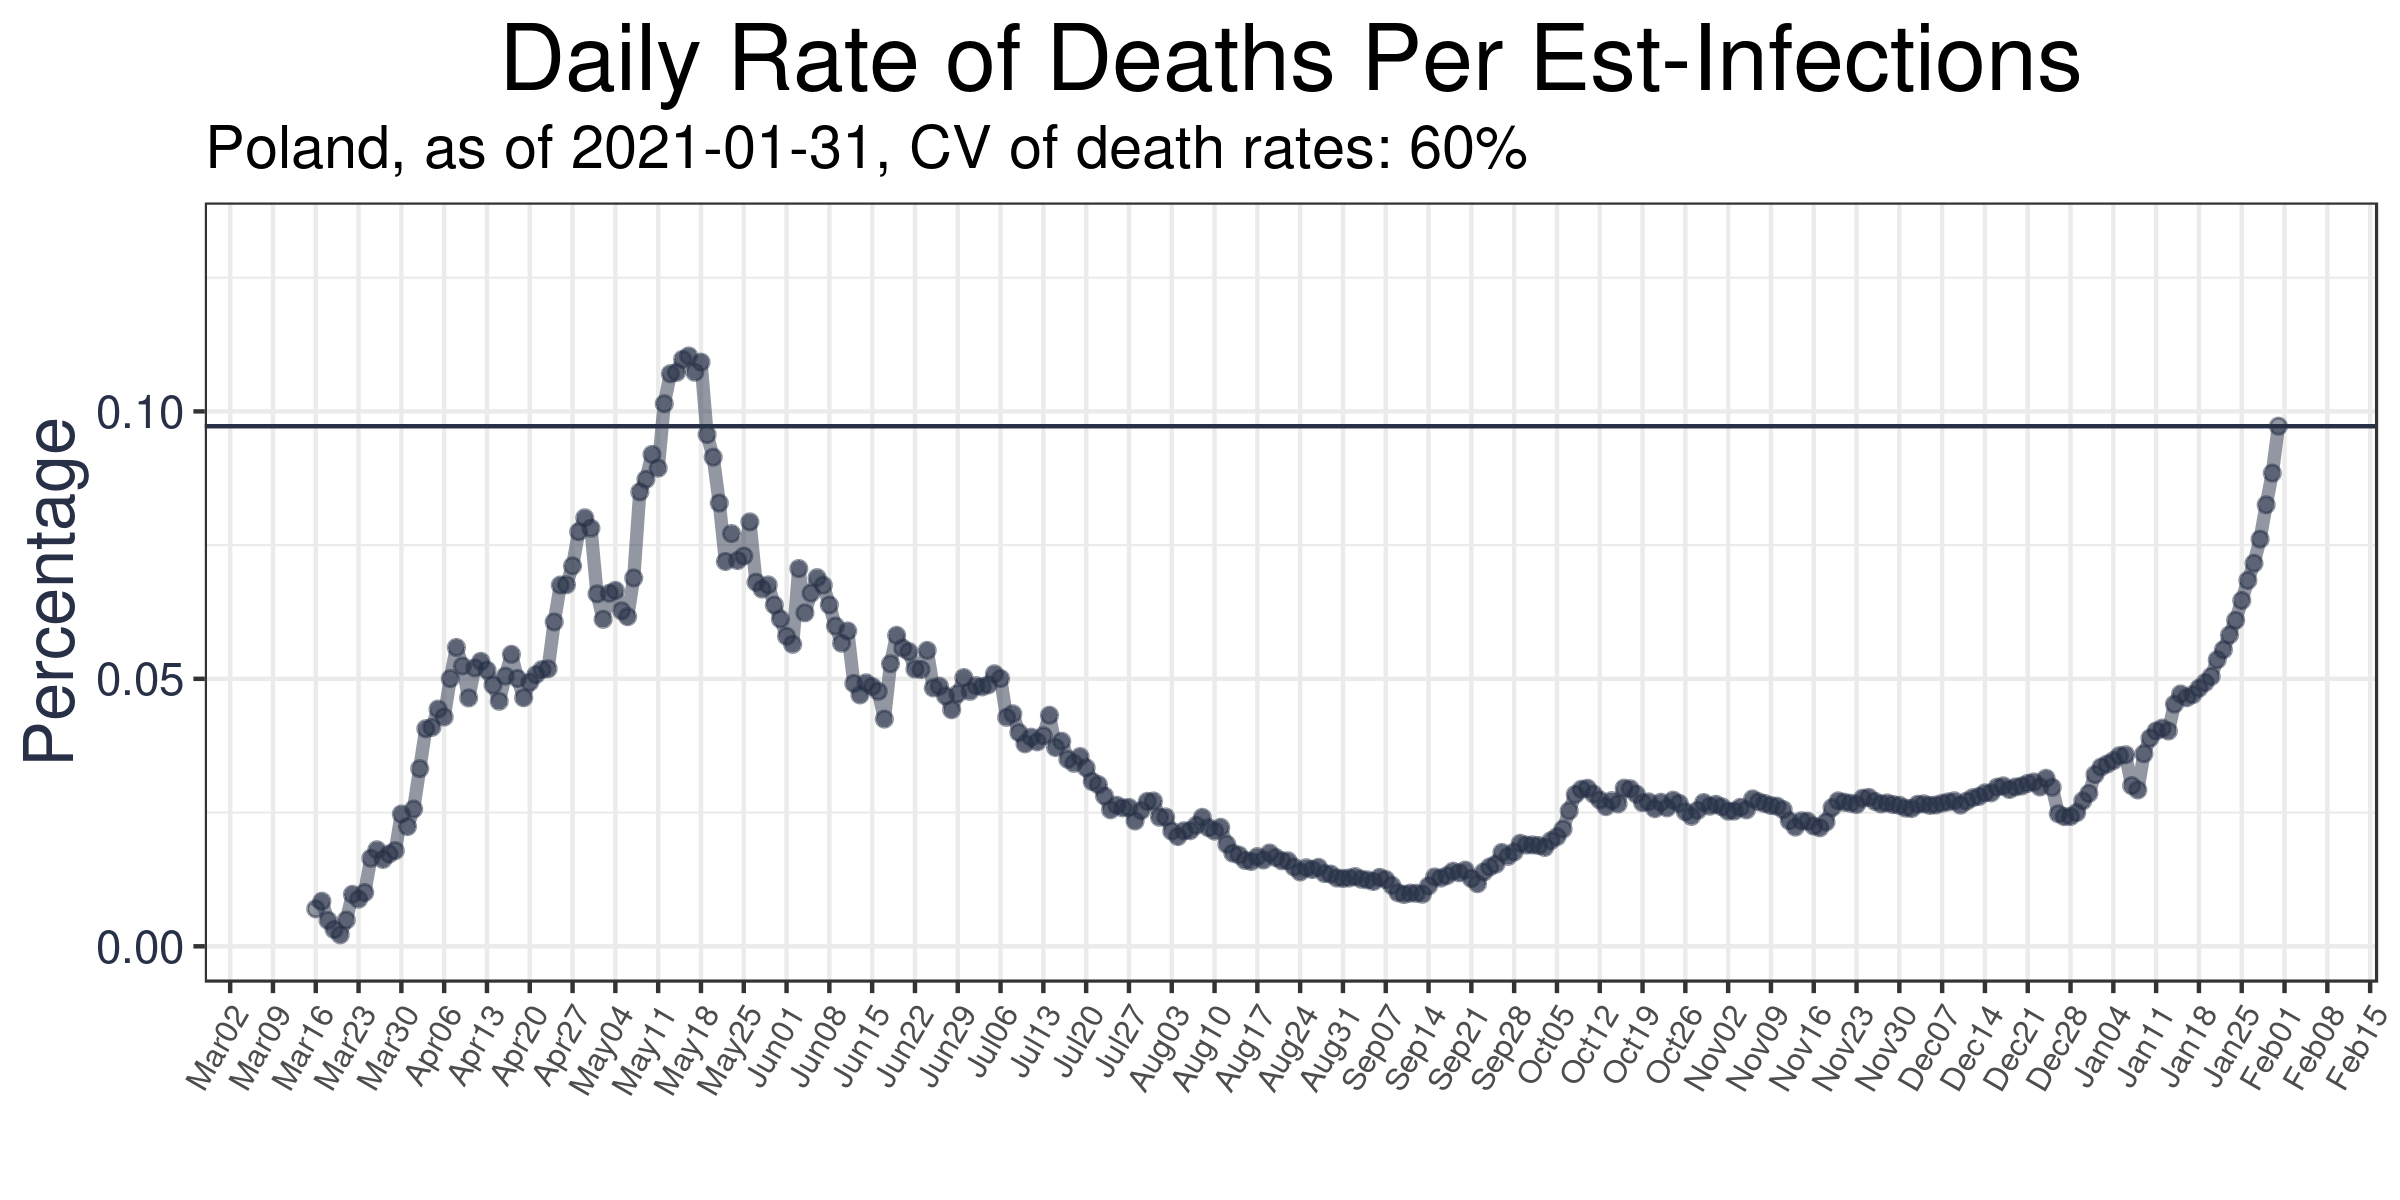 Daily Rate of Deaths Per Est-Infections
Poland, as of 2021-01-31, CV of death rates: 60%
Percentage
0.10
0.05
0.00
Mar02
Mar09
Mar16
Mar23
Mar30
Apr06
Apr13
Apr20
Apr27
May04
May11
May18
May25
Jun01
Jun08
Jun15
Jun22
Jun29
Jul06
Jul13
Jul20
Jul27
Aug03
Aug10
Aug17
Aug24
Aug31
Sep07
Sep14
Sep21
Sep28
Oct05
Oct12
Oct19
Oct26
Nov02
Nov09
Nov16
Nov23
Nov30
Dec07
Dec14
Dec21
Dec28
Jan04
Jan11
Jan18
Jan25
Feb01
Feb08
Feb15